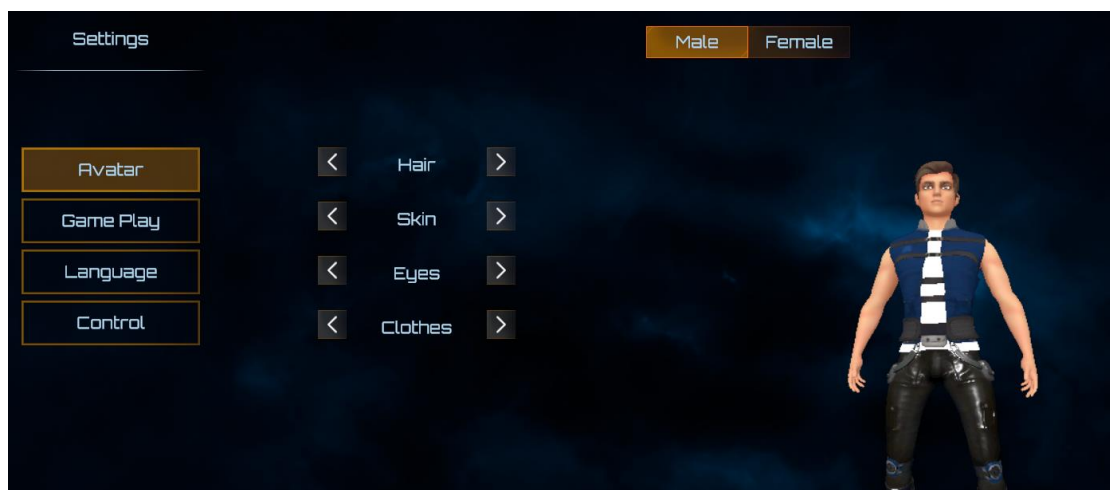 Settings
Male Female
Avatar
Game Play
Language
Control
Hair
Skin
Eyes
Clothes